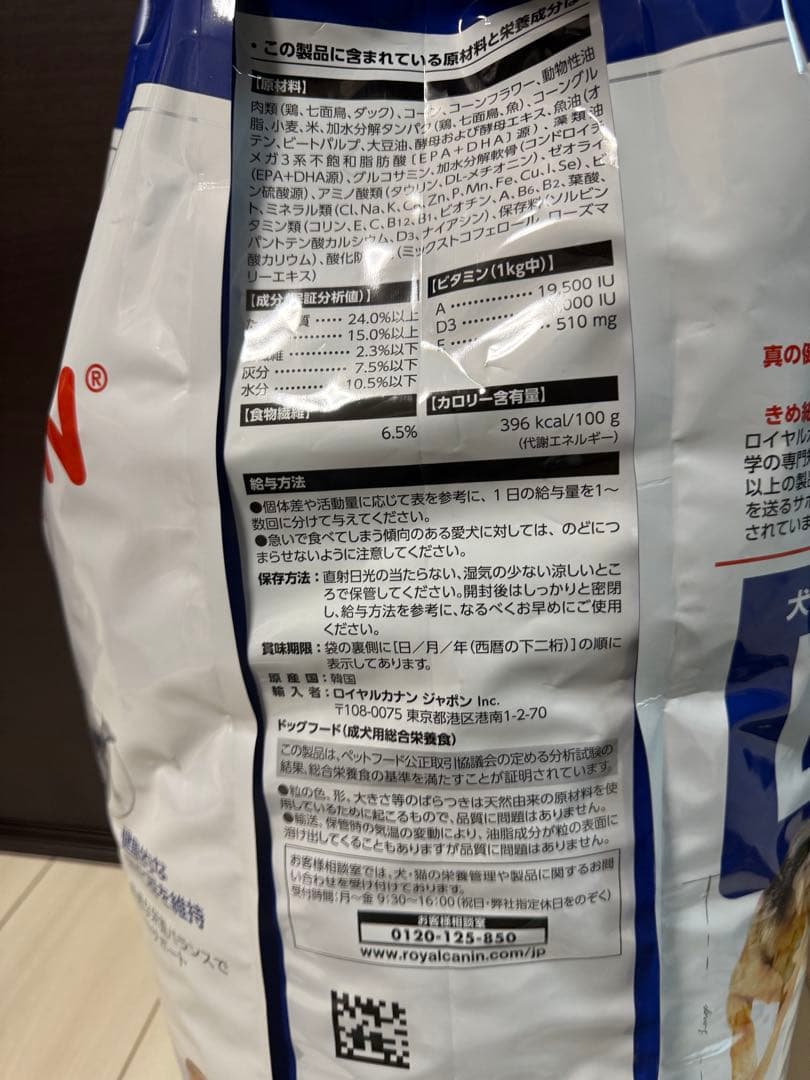 ・この製品に含まれている原材料と栄養成分は
【原材料】
肉類(鶏、七面鳥、ダック)、コーン、コーンフラワー、動物性油
脂、小麦、米、加水分解タンパク(鶏、七面鳥、魚)、コーングル
テン、ビートパルプ、大豆油、酵母および酵母エキス、魚油(オ
メガ3系不飽和脂肪酸[EPA+DHA]源)、藻類油
(EPA+DHA源)、グルコサミン、加水分解軟骨(コンドロイチ
ン硫酸源)、アミノ酸類(タウリン、DL-メチオニン)、ゼオライ
ト、ミネラル類(Cl、Na、K、Ca、Zn、P、Mn、Fe、Cu、I、Se)、ビ
タミン類(コリン、E、C、B12、B1、ビオチン、A、B6、B2、葉酸、
パントテン酸カルシウム、D3、ナイアシン)、保存料(ソルビン
酸カリウム)、酸化防 (ミックストコフェロール、ローズマ
リーエキス)
【成分 証分析値)】
た 質 ····· 24.0%以上
15.0%以上
繊維 ············ 2.3%以下
灰分 ············ 7.5%以下
水分 ············ 10.5%以下
【食物繊維】
6.5%
【ビタミン(1kg中)】
A ············· 19,500 IU
D3 ··········· 000 IU
E ·· 510 mg
【カロリー含有量】
396 kcal/100 g
(代謝エネルギー)
給与方法
●個体差や活動量に応じて表を参考に、1日の給与量を1～
数回に分けて与えてください。
●急いで食べてしまう傾向のある愛犬に対しては、のどにつ
まらせないように注意してください。
保存方法：直射日光の当たらない、湿気の少ない涼しいとこ
ろで保管してください。開封後はしっかりと密閉
し、給与方法を参考に、なるべくお早めにご使用
ください。
賞味期限：袋の裏側に[日／月／年(西暦の下二桁)]の順に
表示してあります。
原産国：韓国
輸入者：ロイヤルカナン ジャポン Inc.
〒108-0075 東京都港区港南1-2-70
ドッグフード(成犬用総合栄養食)
この製品は、ペットフード公正取引協議会の定める分析試験の
結果、総合栄養食の基準を満たすことが証明されています。
●粒の色、形、大きさ等のばらつきは天然由来の原材料を使
用しているために起こるもので、品質に問題はありません。
●輸送、保管時の気温の変動により、油脂成分が粒の表面に
溶け出してくることもありますが品質に問題はありません。
お客様相談室では、犬・猫の栄養管理や製品に関するお問
い合わせを受け付けております。
受付時間：月～金 9:30～16:00(祝日・弊社指定休日をのぞく)
お客様相談室
0120-125-850
www.royalcanin.com/jp
N®
を維持
バランスで
ポート
真の健
きめ細
ロイヤルカ
学の専門知
以上の製品
を送るサポ
されていま
犬
Large